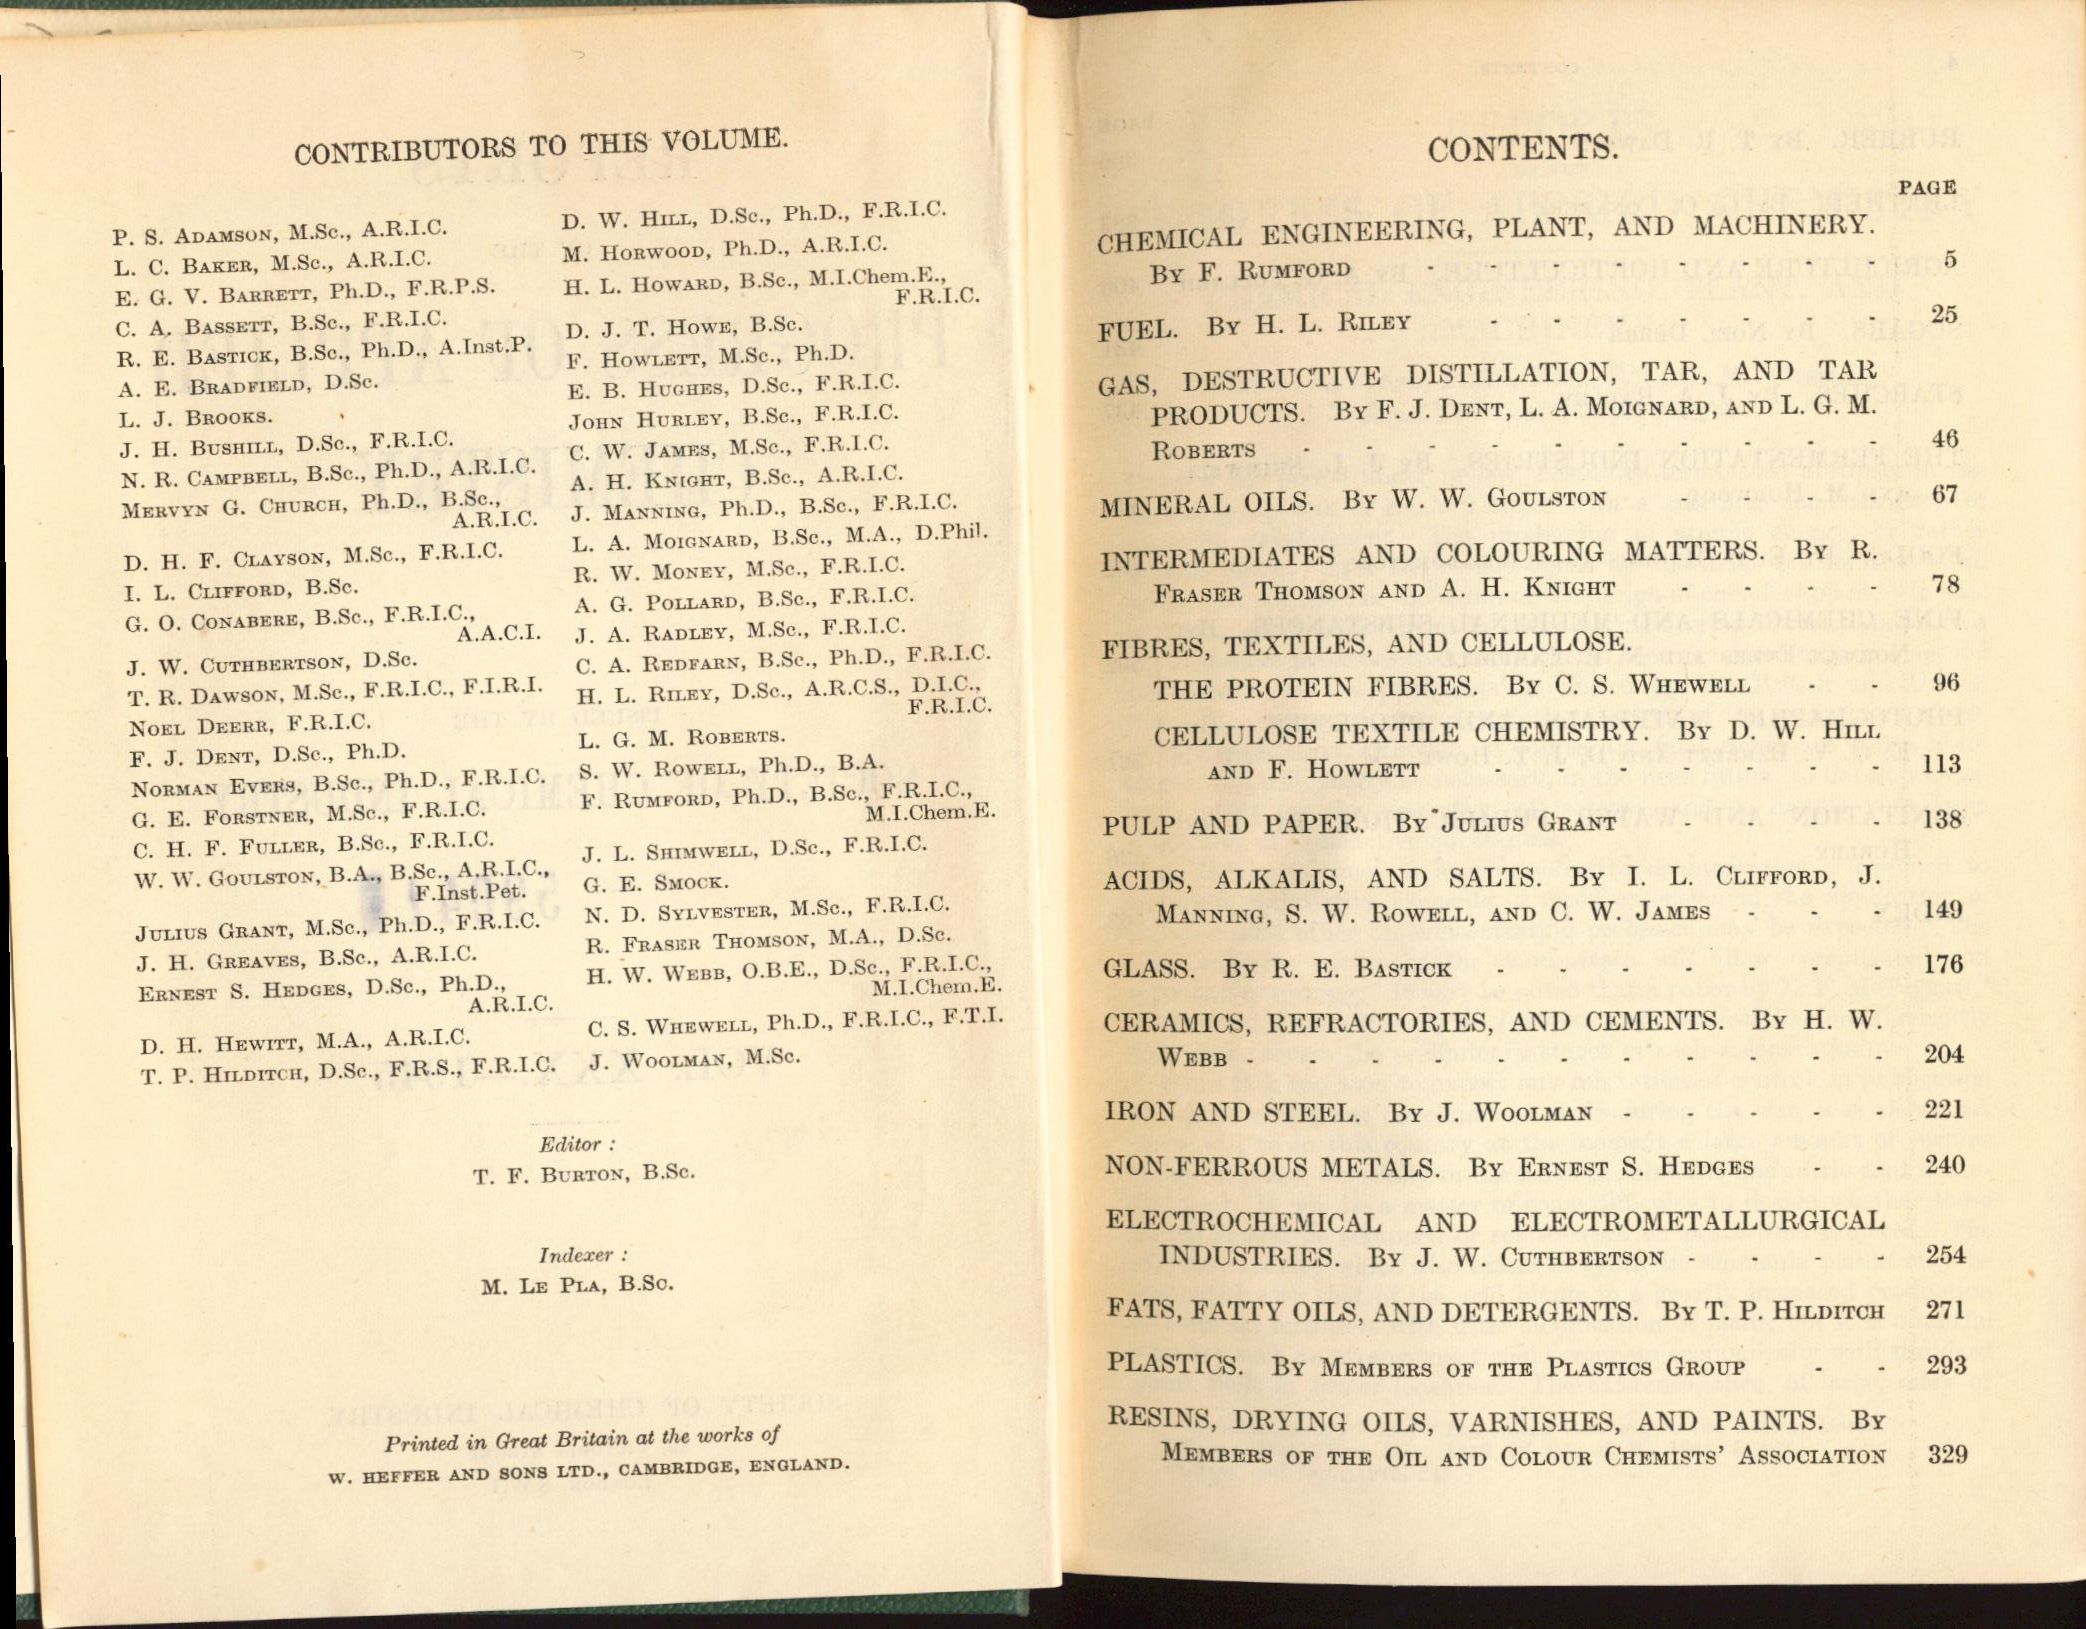 CONTRIBUTORS TO THIS VOLUME.
P. S. ADAMSON, M.Sc., A.R.I.C.
L. C. BAKER, M.Sc., A.R.I.C.
E. G. V. BARRETT, Ph.D., F.R.P.S.
C. A. BASSETT, B.Sc., F.R.I.C.
R. E. BASTICK, B.Sc., Ph.D., A.Inst.P.
A. E. BRADFIELD, D.Sc.
L. J. BROOKS.
J. H. BUSHILL, D.Sc., F.R.I.C.
N. R. CAMPBELL, B.Sc., Ph.D., A.R.I.C.
MERVYN G. CHURCH, Ph.D., B.Sc.,
A.R.I.C.
D. H. F. CLAYSON, M.Sc., F.R.I.C.
I. L. CLIFFORD, B.Sc.
G. O. CONABERE, B.Sc., F.R.I.C.,
A.A.C.I.
J. W. CUTHBERTSON, D.Sc.
T. R. DAWSON, M.Sc., F.R.I.C., F.I.R.I.
NOEL DEERR, F.R.I.C.
F. J. DENT, D.Sc., Ph.D.
NORMAN EVERS, B.Sc., Ph.D., F.R.I.C.
G. E. FORSTNER, M.Sc., F.R.I.C.
C. H. F. FULLER, B.Sc., F.R.I.C.
W. W. GOULSTON, B.A., B.Sc., A.R.I.C.,
F.Inst.Pet.
JULIUS GRANT, M.Sc., Ph.D., F.R.I.C.
J. H. GREAVES, B.Sc., A.R.I.C.
ERNEST S. HEDGES, D.Sc., Ph.D.,
A.R.I.C.
D. H. HEWITT, M.A., A.R.I.C.
T. P. HILDITCH, D.Sc., F.R.S., F.R.I.C.
D. W. HILL, D.Sc., Ph.D., F.R.I.C.
M. HORWOOD, Ph.D., A.R.I.C.
H. L. HOWARD, B.Sc., M.I.Chem.E.,
F.R.I.C.
D. J. T. HOWE, B.Sc.
F. HOWLETT, M.Sc., Ph.D.
E. B. HUGHES, D.Sc., F.R.I.C.
JOHN HURLEY, B.Sc., F.R.I.C.
C. W. JAMES, M.Sc., F.R.I.C.
A. H. KNIGHT, B.Sc., A.R.I.C.
J. MANNING, Ph.D., B.Sc., F.R.I.C.
L. A. MOIGNARD, B.Sc., M.A., D.Phil.
R. W. MONEY, M.Sc., F.R.I.C.
A. G. POLLARD, B.Sc., F.R.I.C.
J. A. RADLEY, M.Sc., F.R.I.C.
C. A. REDFARN, B.Sc., Ph.D., F.R.I.C.
H. L. RILEY, D.Sc., A.R.C.S., D.I.C.,
F.R.I.C.
L. G. M. ROBERTS.
S. W. ROWELL, Ph.D., B.A.
F. RUMFORD, Ph.D., B.Sc., F.R.I.C.,
M.I.Chem.E.
J. L. SHIMWELL, D.Sc., F.R.I.C.
G. E. SMOCK.
N. D. SYLVESTER, M.Sc., F.R.I.C.
R. FRASER THOMSON, M.A., D.Sc.
H. W. WEBB, O.B.E., D.Sc., F.R.I.C.,
M.I.Chem.E.
C. S. WHEWELL, Ph.D., F.R.I.C., F.T.I.
J. WOOLMAN, M.Sc.
Editor :
T. F. BURTON, B.Sc.
Indexer :
M. LE PLA, B.Sc.
Printed in Great Britain at the works of
W. HEFFER AND SONS LTD., CAMBRIDGE, ENGLAND.
CONTENTS.
PAGE
CHEMICAL ENGINEERING, PLANT, AND MACHINERY.
BY F. RUMFORD - - - - - - - - 5
FUEL. BY H. L. RILEY - - - - - - - 25
GAS, DESTRUCTIVE DISTILLATION, TAR, AND TAR
PRODUCTS. BY F. J. DENT, L. A. MOIGNARD, AND L. G. M.
ROBERTS - - - - - - - - - - 46
MINERAL OILS. BY W. W. GOULSTON - - - - 67
INTERMEDIATES AND COLOURING MATTERS. BY R.
FRASER THOMSON AND A. H. KNIGHT - - - - 78
FIBRES, TEXTILES, AND CELLULOSE.
THE PROTEIN FIBRES. BY C. S. WHEWELL - - 96
CELLULOSE TEXTILE CHEMISTRY. BY D. W. HILL
AND F. HOWLETT - - - - - - - 113
PULP AND PAPER. BY JULIUS GRANT - - - - 138
ACIDS, ALKALIS, AND SALTS. BY I. L. CLIFFORD, J.
MANNING, S. W. ROWELL, AND C. W. JAMES - - - 149
GLASS. BY R. E. BASTICK - - - - - - - 176
CERAMICS, REFRACTORIES, AND CEMENTS. BY H. W.
WEBB - - - - - - - - - - - 204
IRON AND STEEL. BY J. WOOLMAN - - - - - 221
NON-FERROUS METALS. BY ERNEST S. HEDGES - - 240
ELECTROCHEMICAL AND ELECTROMETALLURGICAL
INDUSTRIES. BY J. W. CUTHBERTSON - - - - 254
FATS, FATTY OILS, AND DETERGENTS. BY T. P. HILDITCH 271
PLASTICS. BY MEMBERS OF THE PLASTICS GROUP - - 293
RESINS, DRYING OILS, VARNISHES, AND PAINTS. BY
MEMBERS OF THE OIL AND COLOUR CHEMISTS' ASSOCIATION 329